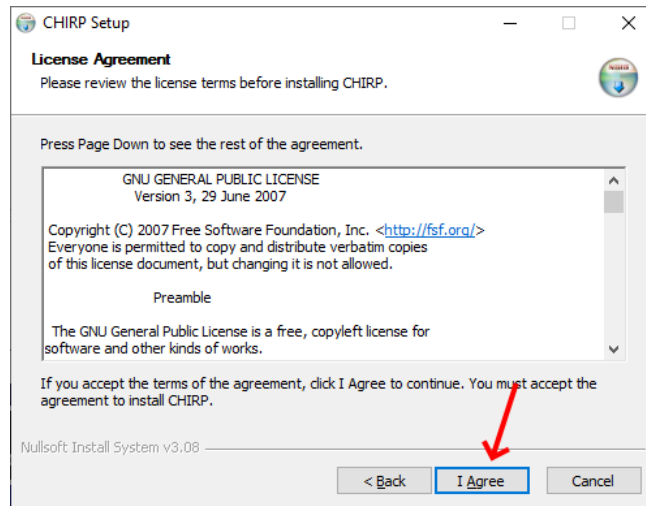 CHIRP Setup
License Agreement
Please review the license terms before installing CHIRP.
Press Page Down to see the rest of the agreement.
GNU GENERAL PUBLIC LICENSE
Version 3, 29 June 2007
Copyright (C) 2007 Free Software Foundation, Inc. <http://fsf.org/>
Everyone is permitted to copy and distribute verbatim copies
of this license document, but changing it is not allowed.
Preamble
The GNU General Public License is a free, copyleft license for
software and other kinds of works.
If you accept the terms of the agreement, click I Agree to continue. You must accept the
agreement to install CHIRP.
Nullsoft Install System v3.08
< Back I Agree Cancel